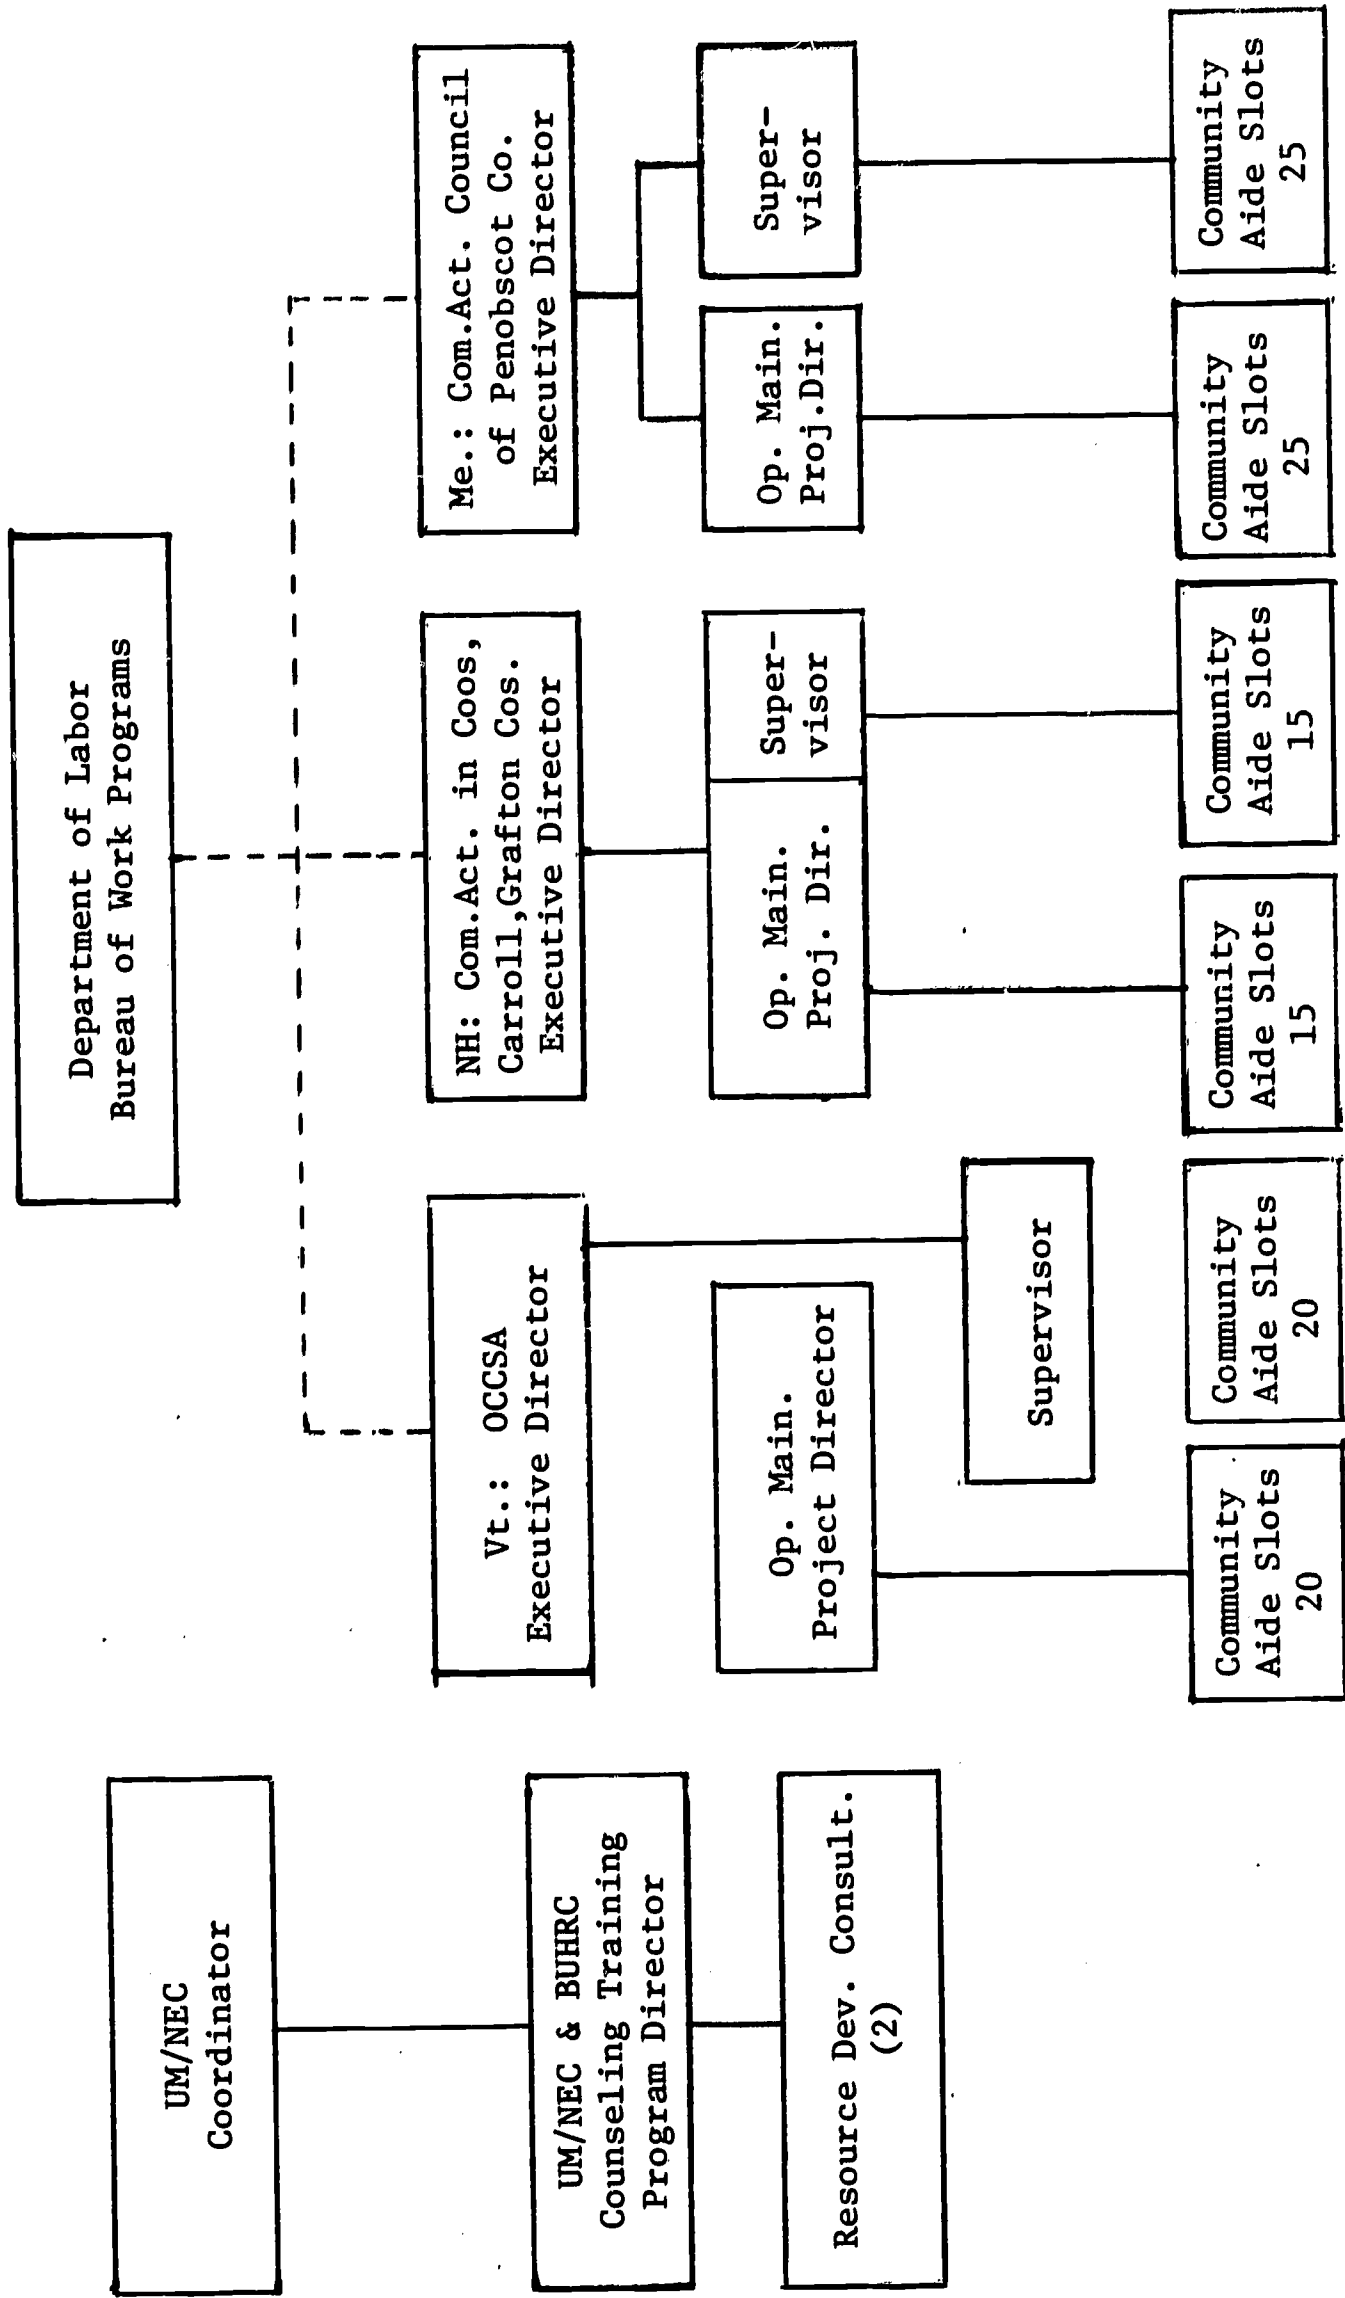 Department of Labor
Bureau of Work Programs
UM/NEC
Coordinator
Vt.: OCCSA
Executive Director
NH: Com.Act. in Coos,
Carroll,Grafton Cos.
Executive Director
Me.: Com.Act. Council
of Penobscot Co.
Executive Director
UM/NEC & BUHRC
Counseling Training
Program Director
Op. Main.
Project Director
Op. Main.
Proj. Dir.
Super-
visor
Op. Main.
Proj.Dir.
Super-
visor
Resource Dev. Consult.
(2)
Supervisor
Community
Aide Slots
20
Community
Aide Slots
20
Community
Aide Slots
15
Community
Aide Slots
15
Community
Aide Slots
25
Community
Aide Slots
25